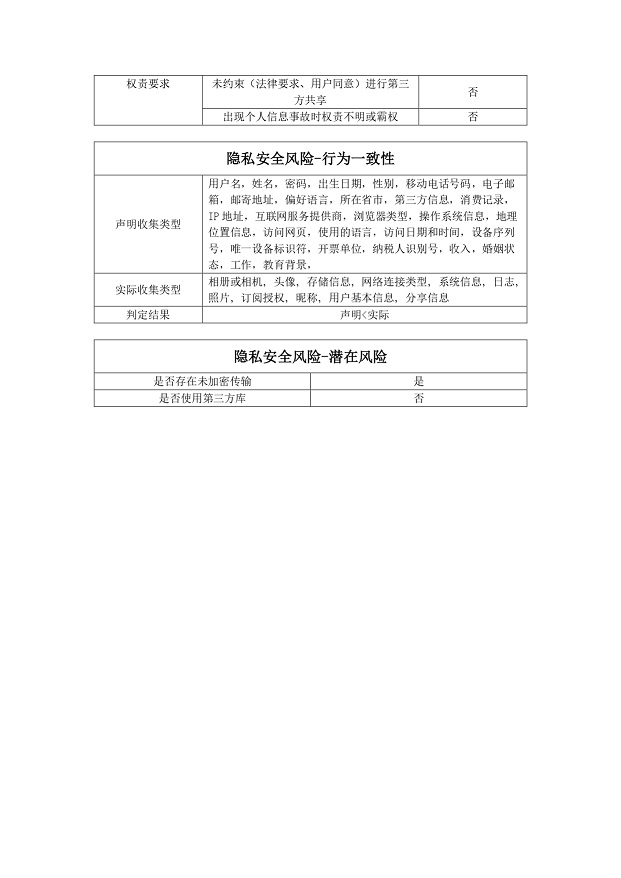 权责要求
未约束（法律要求、用户同意）进行第三
方共享
否
出现个人信息事故时权责不明或霸权
否
隐私安全风险-行为一致性
声明收集类型
用户名，姓名，密码，出生日期，性别，移动电话号码，电子邮
箱，邮寄地址，偏好语言，所在省市，第三方信息，消费记录，
IP 地址，互联网服务提供商，浏览器类型，操作系统信息，地理
位置信息，访问网页，使用的语言，访问日期和时间，设备序列
号，唯一设备标识符，开票单位，纳税人识别号，收入，婚姻状
态，工作，教育背景，
实际收集类型
相册或相机, 头像, 存储信息, 网络连接类型, 系统信息, 日志,
照片, 订阅授权, 昵称, 用户基本信息, 分享信息
判定结果
声明<实际
隐私安全风险-潜在风险
是否存在未加密传输
是
是否使用第三方库
否